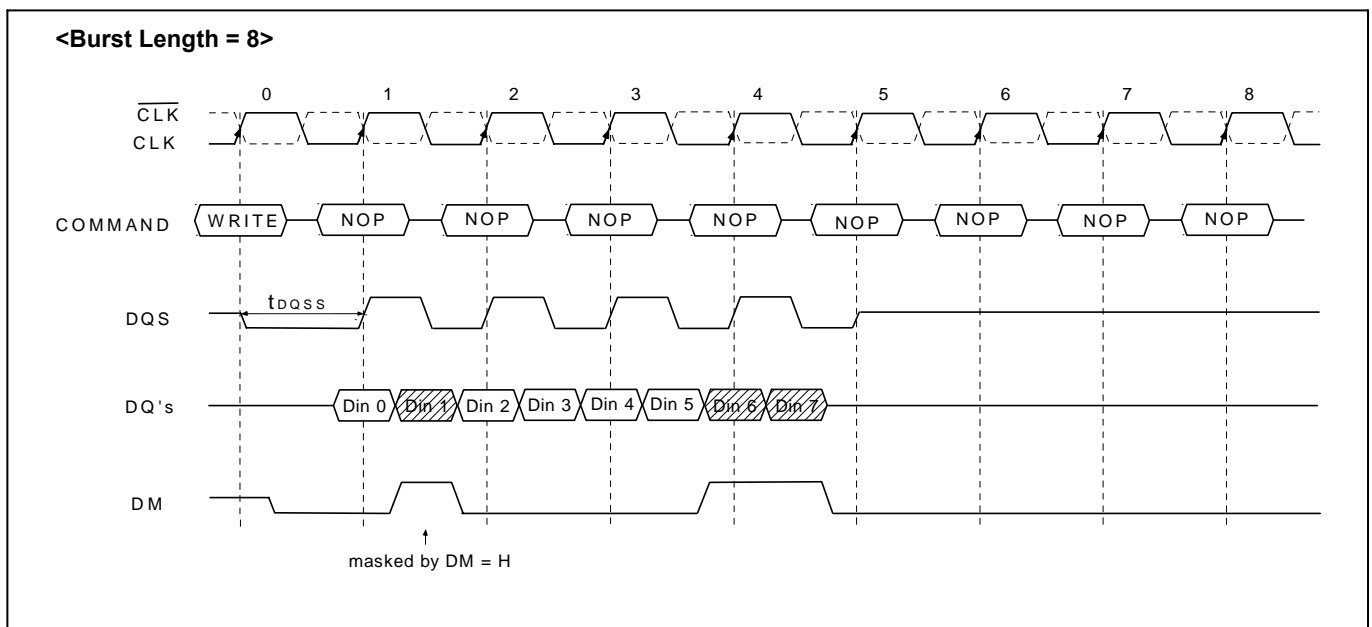 <Burst Length = 8>
0 1 2 3 4 5 6 7 8
CLK
CLK
COMMAND WRITE NOP NOP NOP NOP NOP NOP NOP NOP
DQS tDQSS
DQ's Din 0 Din 1 Din 2 Din 3 Din 4 Din 5 Din 6 Din 7
DM
masked by DM = H